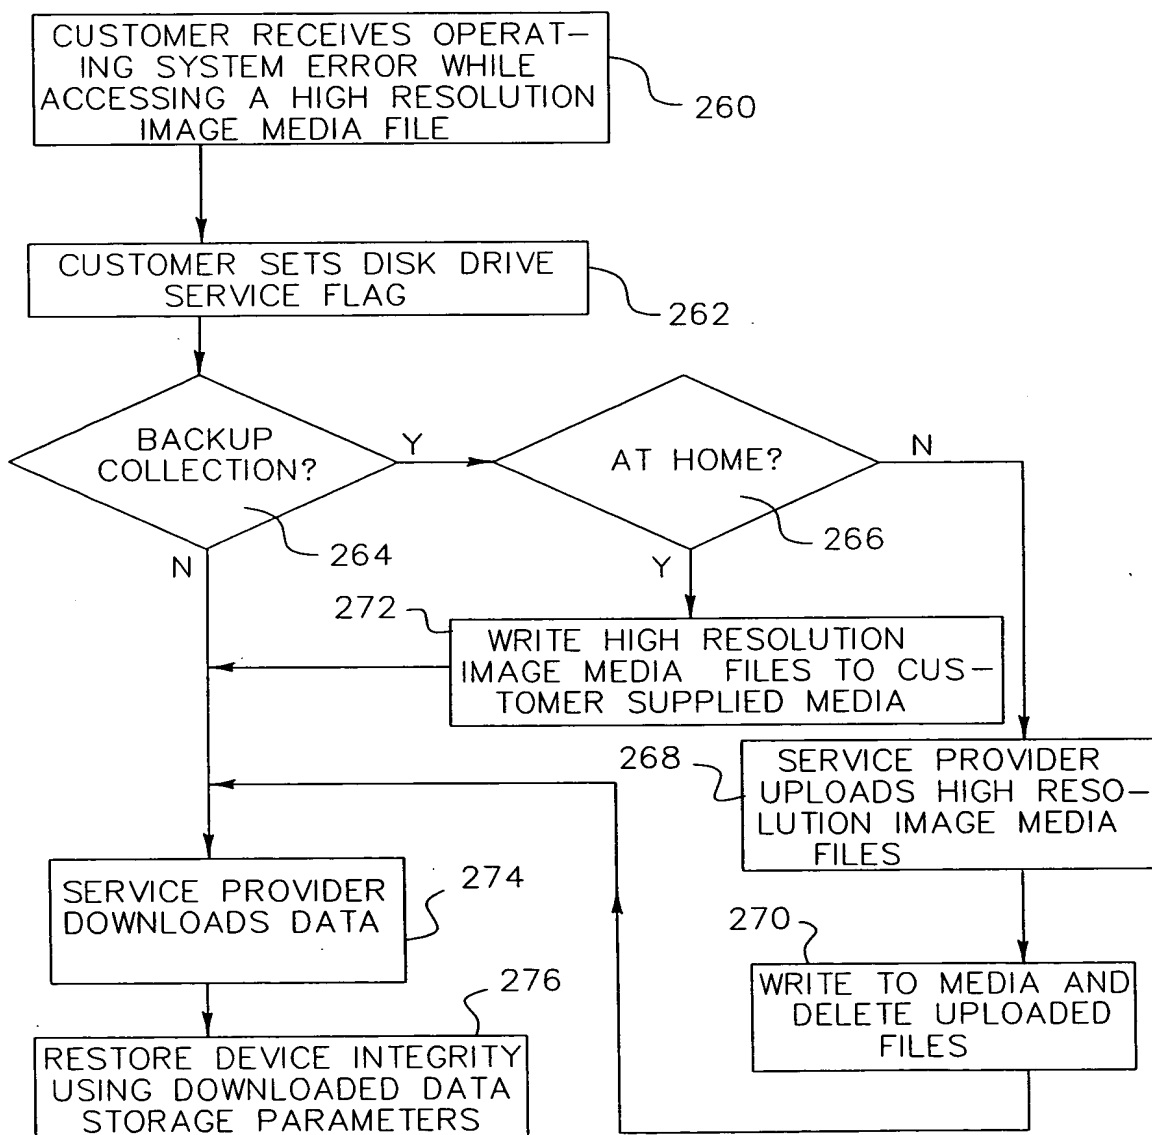 CUSTOMER RECEIVES OPERAT-
ING SYSTEM ERROR WHILE
ACCESSING A HIGH RESOLUTION
IMAGE MEDIA FILE
260
CUSTOMER SETS DISK DRIVE
SERVICE FLAG
262
BACKUP
COLLECTION?
264
Y
N
AT HOME?
266
N
Y
272
WRITE HIGH RESOLUTION
IMAGE MEDIA FILES TO CUS-
TOMER SUPPLIED MEDIA
268
SERVICE PROVIDER
UPLOADS HIGH RESO-
LUTION IMAGE MEDIA
FILES
270
WRITE TO MEDIA AND
DELETE UPLOADED
FILES
SERVICE PROVIDER
DOWNLOADS DATA
274
276
RESTORE DEVICE INTEGRITY
USING DOWNLOADED DATA
STORAGE PARAMETERS